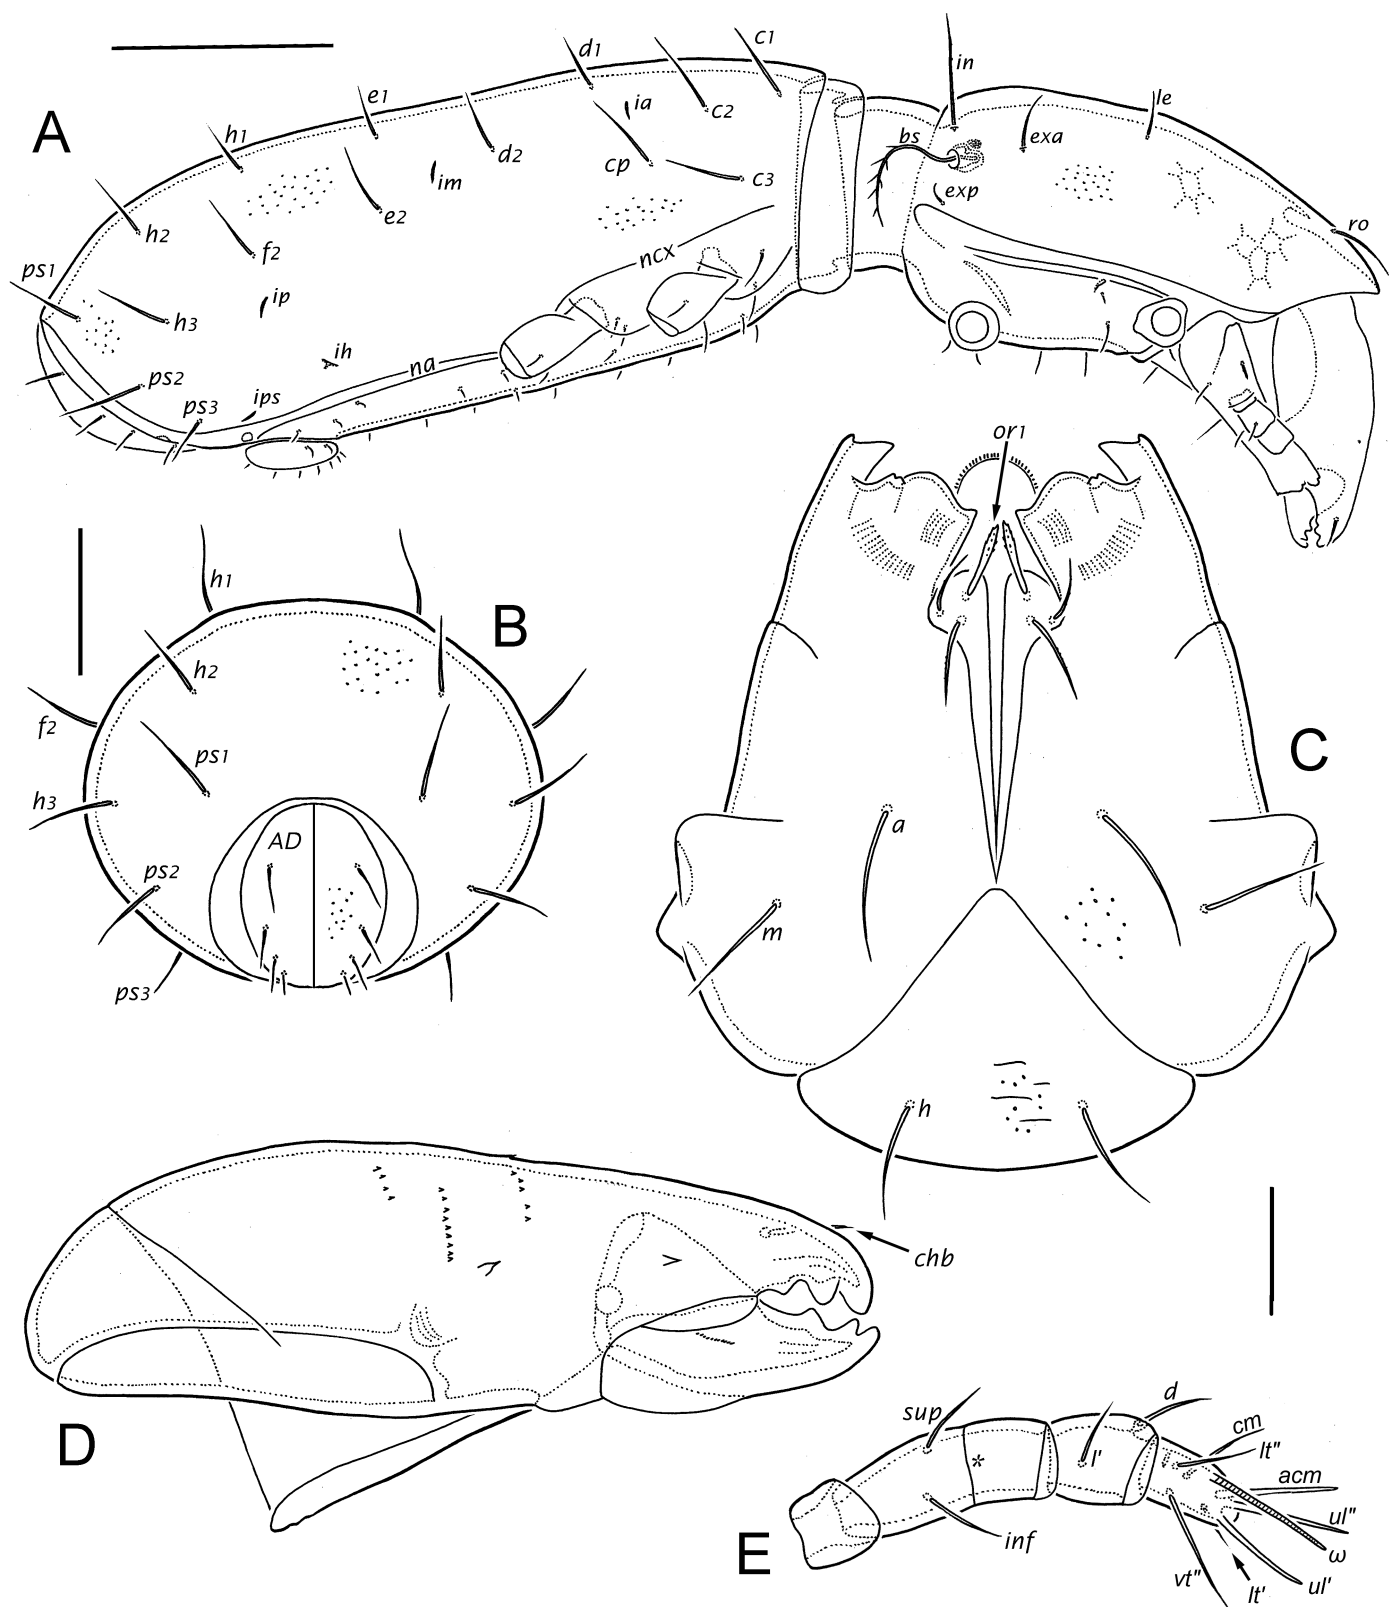 A
c1
in
d1
le
e1
ia
c2
h1
bs
exa
d2
cp
c3
im
exp
h2
e2
f2
ro
ps1
ncx
ip
h3
ih
na
ps2
ips
ps3
or1
B
h1
h2
f2
ps1
h3
AD
ps2
ps3
C
a
m
h
D
chb
E
d
sup
cm
*
l'
lt"
acm
ul"
inf
ω
vt"
lt'
ul'